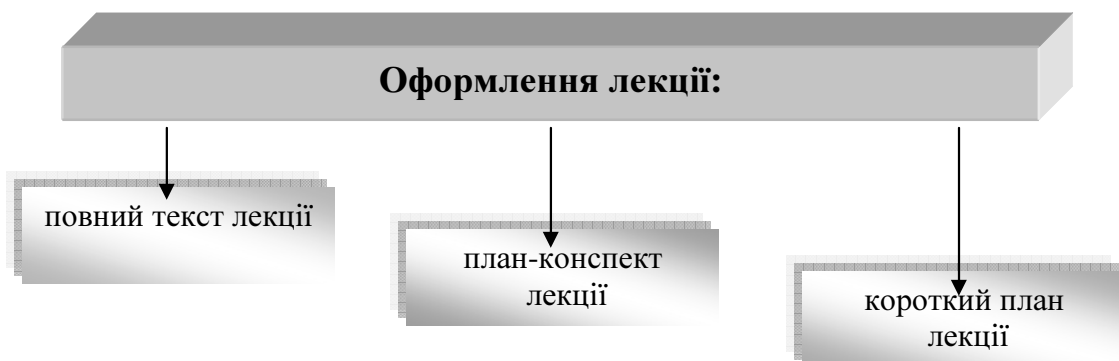 Оформлення лекції:
повний текст лекції
план-конспект
лекції
короткий план
лекції